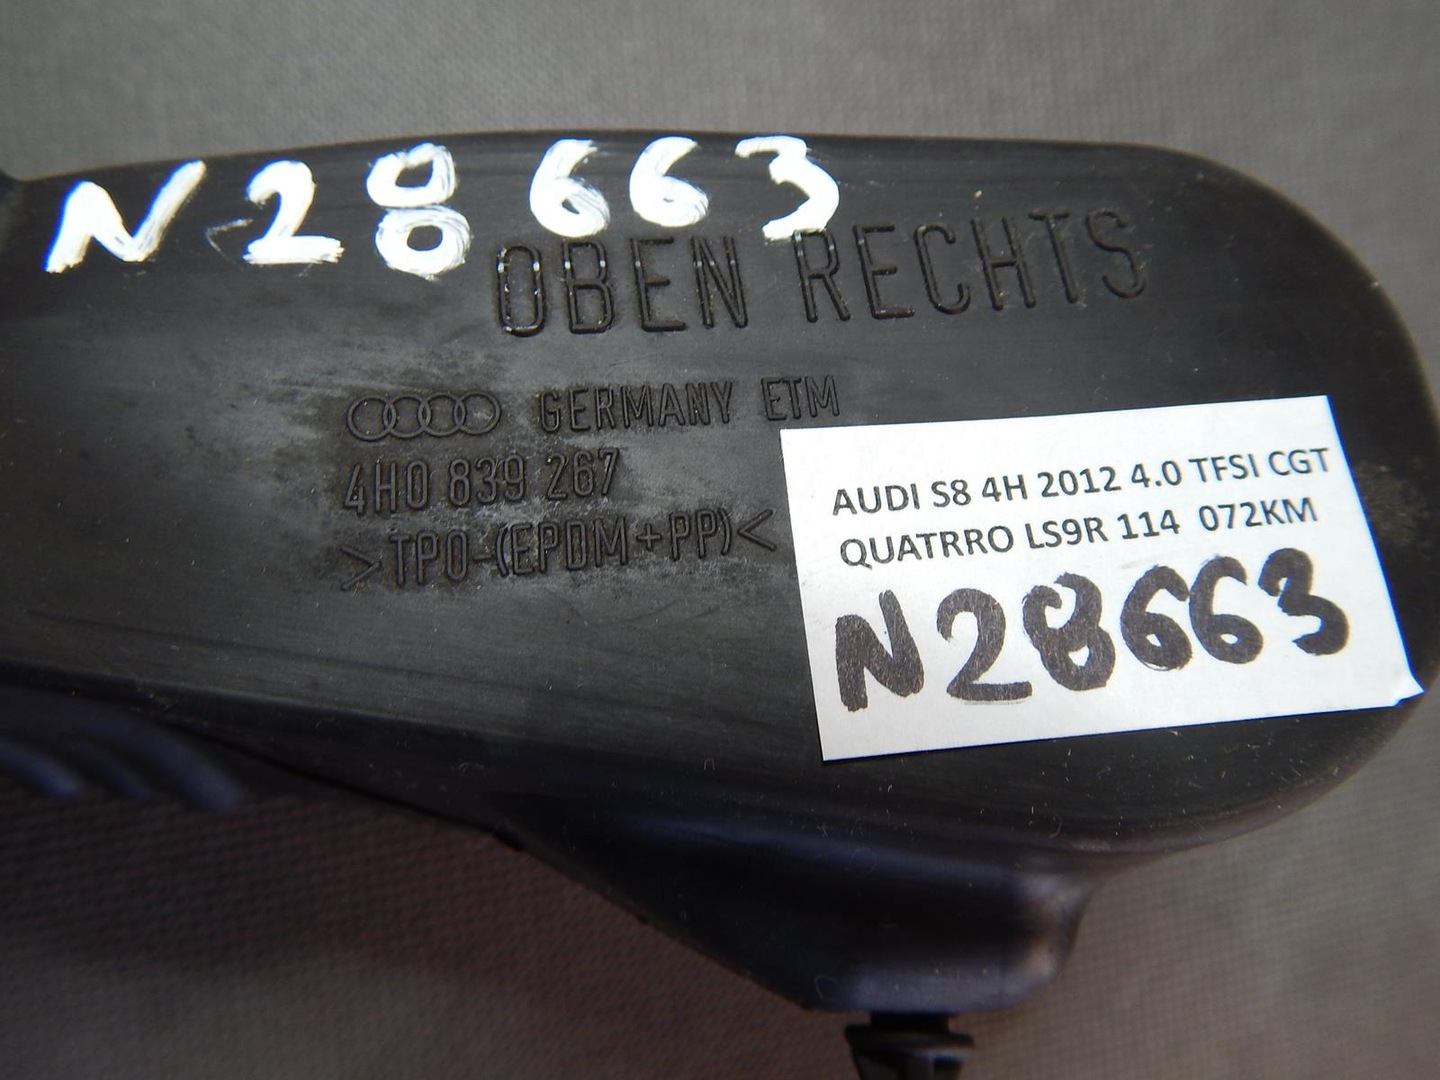 N28663
OBEN RECHTS
GERMANY ETM
4H0 839 267
>TPO-(EPDM+PP)<
AUDI S8 4H 2012 4.0 TFSI CGT
QUATRRO LS9R 114 072KM
N28663